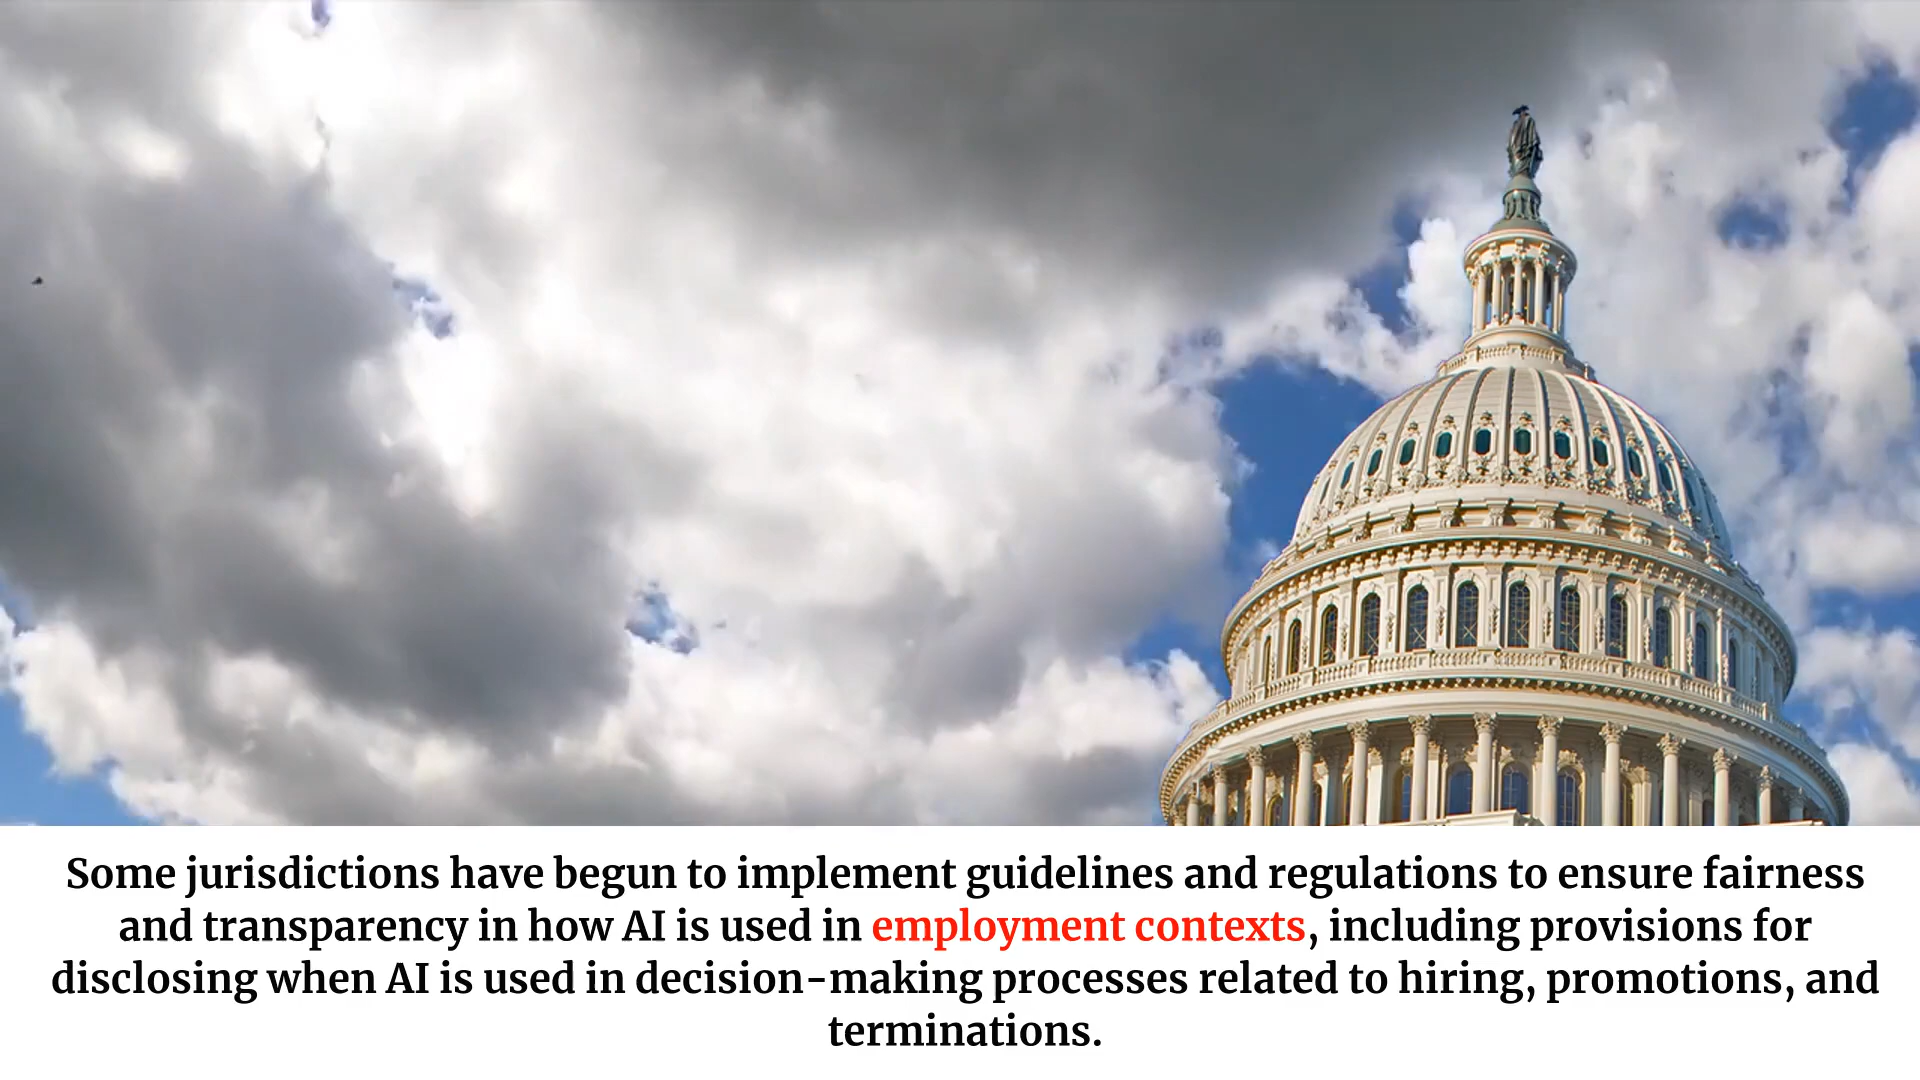 Some jurisdictions have begun to implement guidelines and regulations to ensure fairness
and transparency in how AI is used in employment contexts, including provisions for
disclosing when AI is used in decision-making processes related to hiring, promotions, and
terminations.